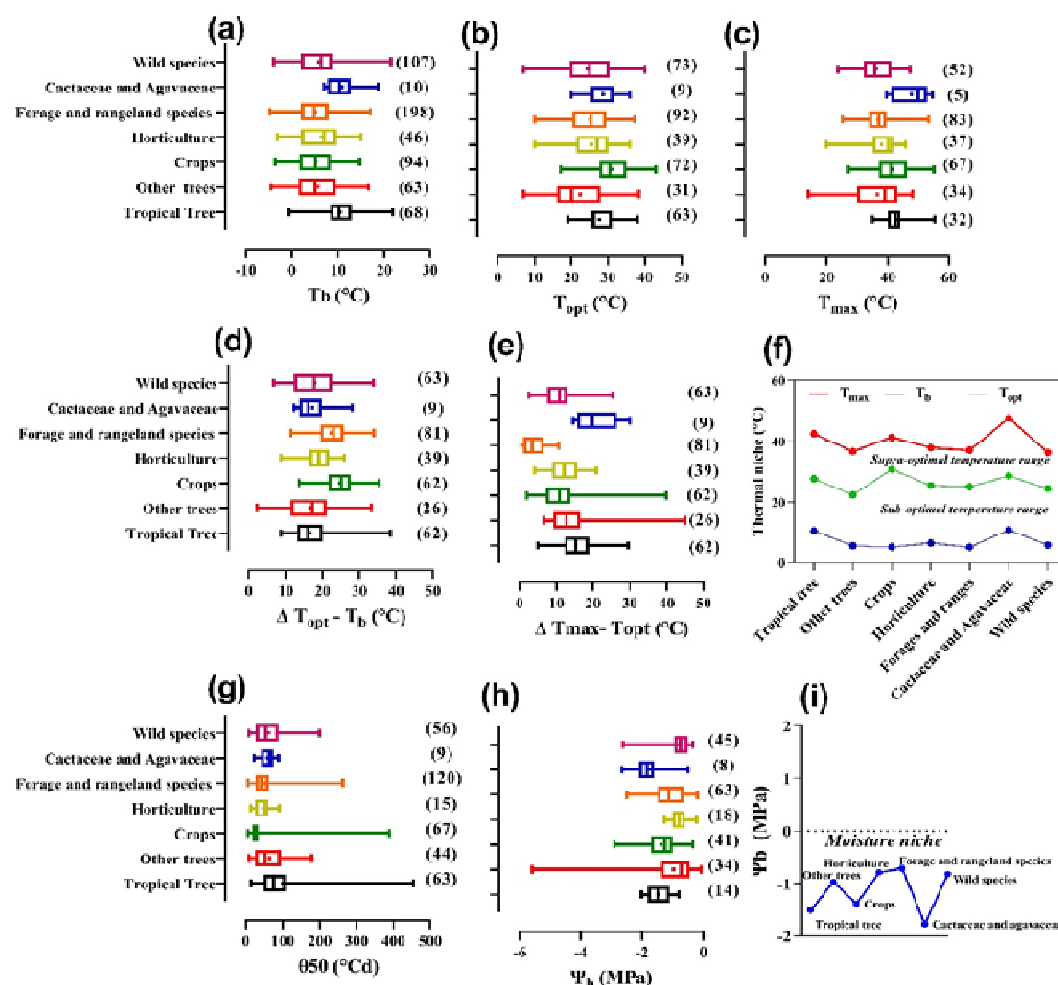 (a)
(b)
(c)
Wild species
(107)
Cactaceae and Agavaceae
(10)
Forage and rangeland species
(198)
Horticulture
(46)
Crops
(94)
Other trees
(63)
Tropical Tree
(68)
-10 0 10 20 30
Tb (°C)
(73)
(9)
(92)
(39)
(72)
(31)
(63)
0 10 20 30 40 50
Topt (°C)
(52)
(5)
(83)
(37)
(67)
(34)
(32)
0 20 40 60
Tmax (°C)
(d)
(e)
(f)
Wild species
(63)
Cactaceae and Agavaceae
(9)
Forage and rangeland species
(81)
Horticulture
(39)
Crops
(62)
Other trees
(26)
Tropical Tree
(62)
0 10 20 30 40 50
Δ Topt - Tb (°C)
(63)
(9)
(81)
(39)
(62)
(26)
(62)
0 10 20 30 40 50
Δ Tmax- Topt (°C)
Thermal niche (°C)
60
40
20
0
Tmax Tb Topt
Supra-optimal temperature range
Sub optimal temperature range
Tropical tree
Other trees
Crops
Horticulture
Forages and ranges
Cactaceae and Agavaceae
Wild Species
(g)
(h)
(i)
Wild species
(56)
Cactaceae and Agavaceae
(9)
Forage and rangeland species
(120)
Horticulture
(15)
Crops
(67)
Other trees
(44)
Tropical Tree
(63)
0 100 200 300 400 500
θ50 (°Cd)
(45)
(8)
(63)
(18)
(41)
(34)
(14)
-6 -4 -2 0
Ψb (MPa)
Ψb (MPa)
2
1
0
-1
-2
Moisture niche
Horticulture
Forage and rangeland species
Other trees
Wild species
Crops
Tropical tree
Cactaceae and agavaceae